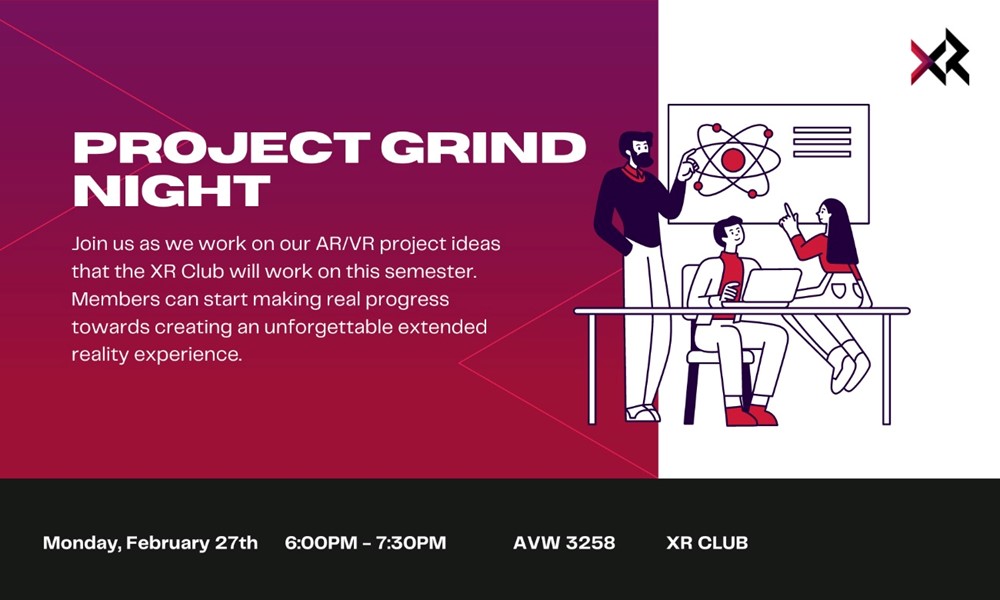 XR
PROJECT GRIND
NIGHT
Join us as we work on our AR/VR project ideas
that the XR Club will work on this semester.
Members can start making real progress
towards creating an unforgettable extended
reality experience.
Monday, February 27th 6:00PM - 7:30PM AVW 3258 XR CLUB